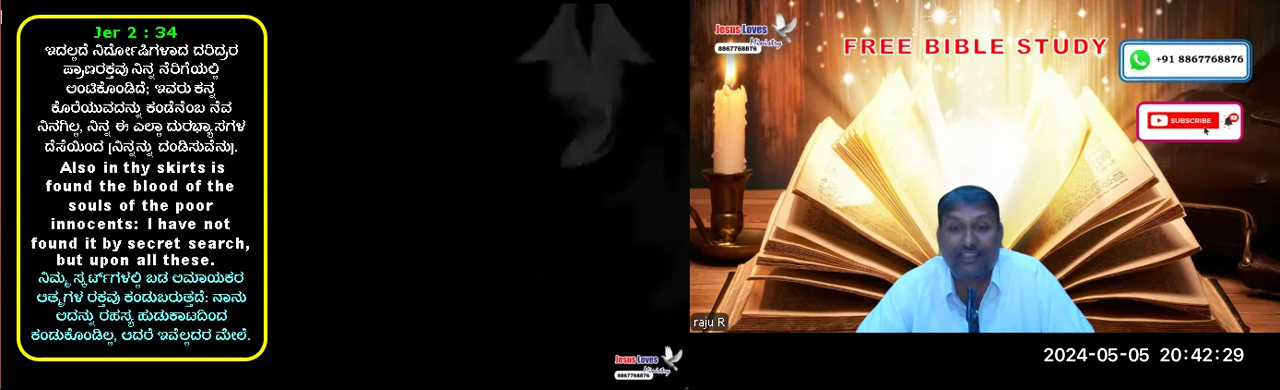 Jer 2 : 34
ಇದಲ್ಲದೆ ನಿರ್ದೋಷಿಗಳಾದ ದರಿದ್ರರ
ಪ್ರಾಣರಕ್ತವು ನಿನ್ನ ನೆರಿಗೆಯಲ್ಲಿ
ಅಂಟಿಕೊಂಡಿದೆ; ಇವರು ಕನ್ನ
ಕೊರೆಯುವದನ್ನು ಕಂಡೆನೆಂಬ ನೆವ
ನಿನಗಿಲ್ಲ, ನಿನ್ನ ಈ ಎಲ್ಲಾ ದುರಭ್ಯಾಸಗಳ
ದೆಸೆಯಿಂದ [ನಿನ್ನನ್ನು ದಂಡಿಸುವೆನು].
Also in thy skirts is
found the blood of the
souls of the poor
innocents: I have not
found it by secret search,
but upon all these.
ನಿಮ್ಮ ಸ್ಕರ್ಟ್‌ಗಳಲ್ಲಿ ಬಡ ಅಮಾಯಕರ
ಆತ್ಮಗಳ ರಕ್ತವು ಕಂಡುಬರುತ್ತದೆ: ನಾನು
ಅದನ್ನು ರಹಸ್ಯ ಹುಡುಕಾಟದಿಂದ
ಕಂಡುಕೊಂಡಿಲ್ಲ, ಆದರೆ ಇವೆಲ್ಲದರ ಮೇಲೆ.
Jesus Loves
Ministry
8867768876
Jesus Loves
Ministry
8867768876
FREE BIBLE STUDY
+91 8867768876
SUBSCRIBE
raju R
2024-05-05 20:42:29